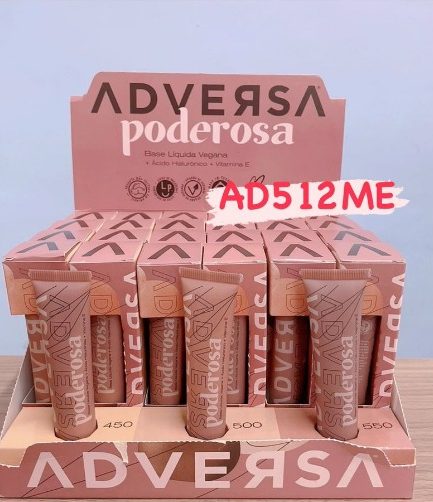 ADVERSA
poderosa
Base Líquida Vegana
+ Ácido Hialurônico + Vitamina E
AD512ME
ADVERSA
poderosa
ADVERSA
poderosa
ADVERSA
poderosa
450
500
550
ADVERSA